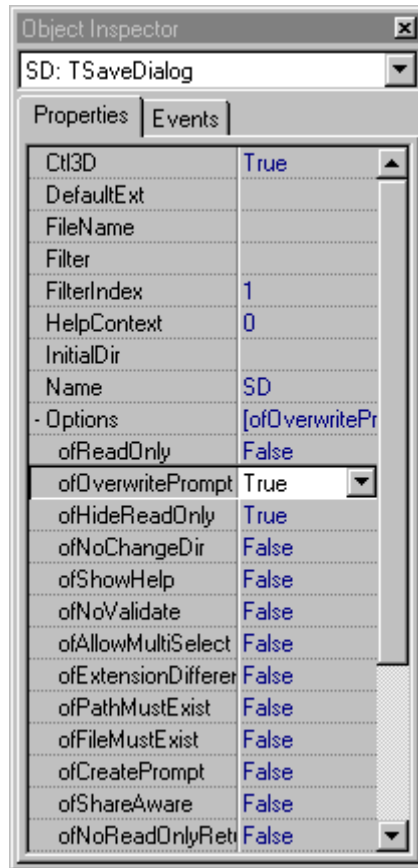 Object Inspector
SD: TSaveDialog
Properties Events
Ctl3D True
DefaultExt
FileName
Filter
FilterIndex 1
HelpContext 0
InitialDir
Name SD
- Options [ofOverwritePr
ofReadOnly False
ofOverwritePrompt True
ofHideReadOnly True
ofNoChangeDir False
ofShowHelp False
ofNoValidate False
ofAllowMultiSelect False
ofExtensionDifferen False
ofPathMustExist False
ofFileMustExist False
ofCreatePrompt False
ofShareAware False
ofNoReadOnlyRetu False